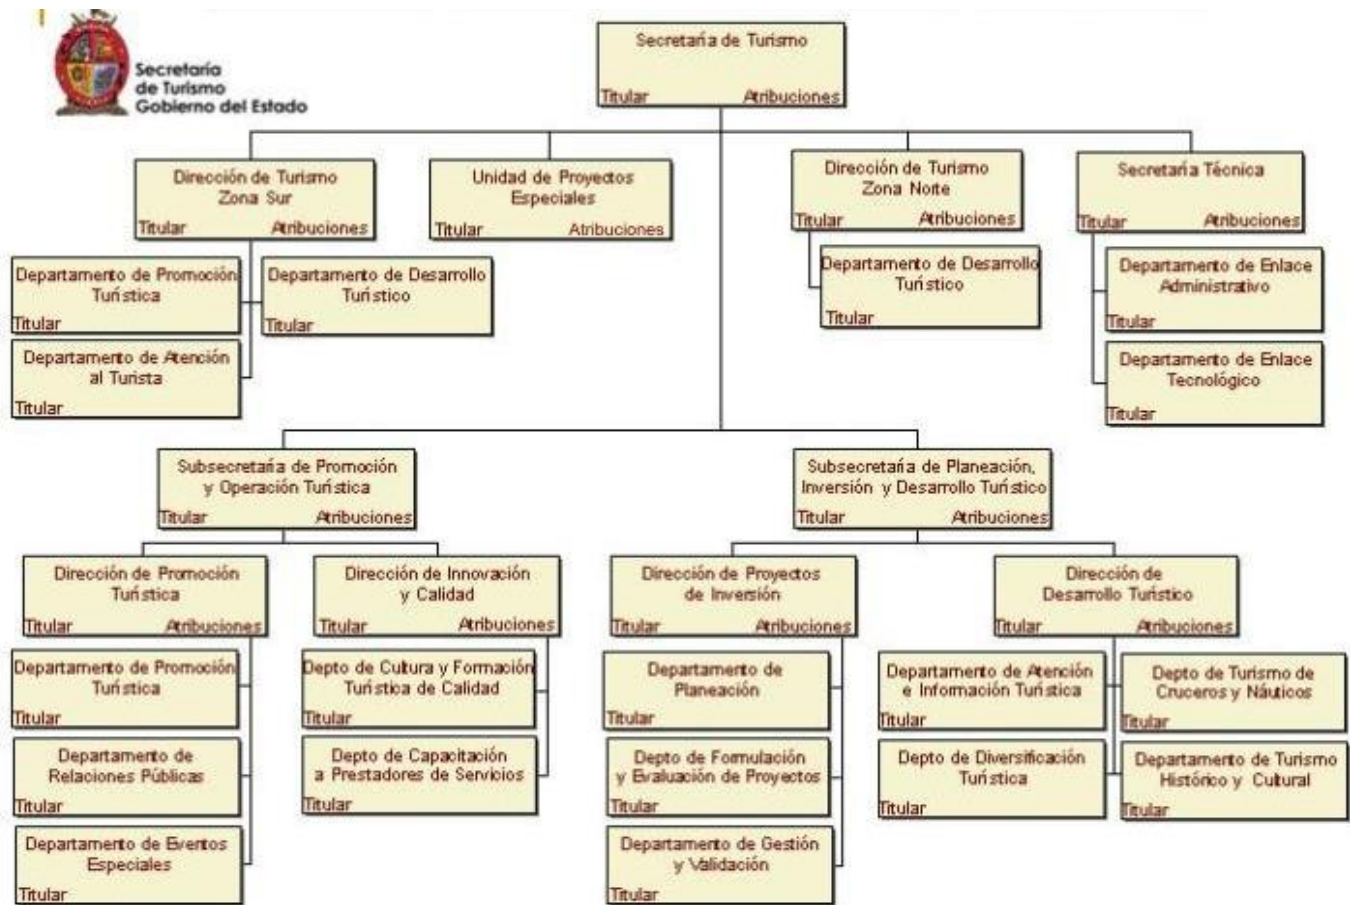 Secretaría
de Turismo
Gobierno del Estado
Secretaría de Turismo
Titular Atribuciones
Dirección de Turismo
Zona Sur
Titular Atribuciones
Unidad de Proyectos
Especiales
Titular Atribuciones
Dirección de Turismo
Zona Norte
Titular Atribuciones
Secretaría Técnica
Titular Atribuciones
Departamento de Promoción
Turística
Titular
Departamento de Desarrollo
Turístico
Titular
Departamento de Atención
al Turista
Titular
Departamento de Desarrollo
Turístico
Titular
Departamento de Enlace
Administrativo
Titular
Departamento de Enlace
Tecnológico
Titular
Subsecretaría de Promoción
y Operación Turística
Titular Atribuciones
Subsecretaría de Planeación,
Inversión y Desarrollo Turístico
Titular Atribuciones
Dirección de Promoción
Turística
Titular Atribuciones
Dirección de Innovación
y Calidad
Titular Atribuciones
Dirección de Proyectos
de Inversión
Titular Atribuciones
Dirección de
Desarrollo Turístico
Titular Atribuciones
Departamento de Promoción
Turística
Titular
Departamento de
Relaciones Públicas
Titular
Departamento de Eventos
Especiales
Titular
Depto de Cultura y Formación
Turística de Calidad
Titular
Depto de Capacitación
a Prestadores de Servicios
Titular
Departamento de
Planeación
Titular
Depto de Formulación
y Evaluación de Proyectos
Titular
Departamento de Gestión
y Validación
Titular
Departamento de Atención
e Información Turística
Titular
Depto de Turismo de
Cruceros y Náuticos
Titular
Depto de Diversificación
Turística
Titular
Departamento de Turismo
Histórico y Cultural
Titular